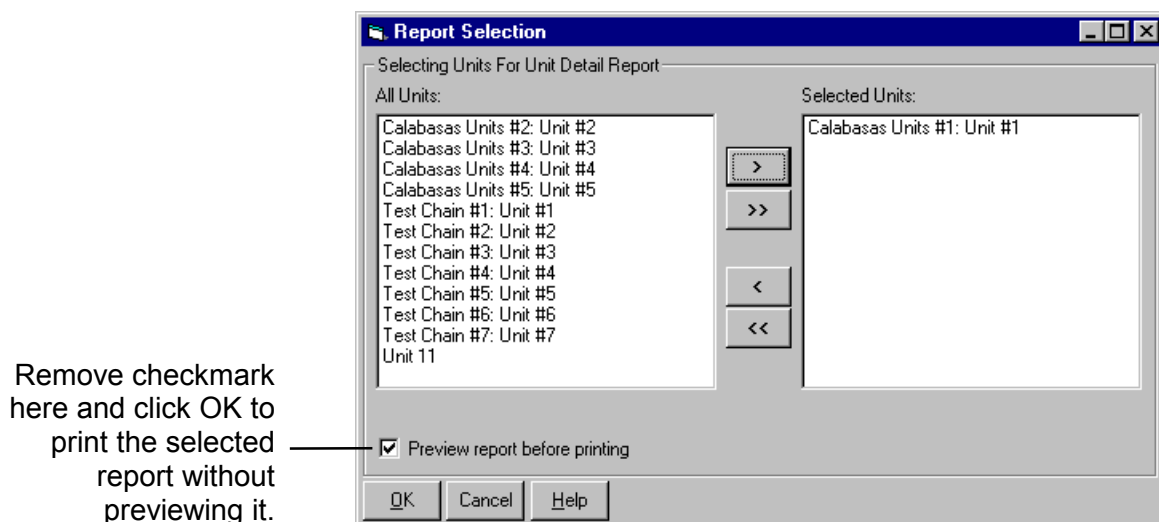 Report Selection
Selecting Units For Unit Detail Report
All Units:
Calabasas Units #2: Unit #2
Calabasas Units #3: Unit #3
Calabasas Units #4: Unit #4
Calabasas Units #5: Unit #5
Test Chain #1: Unit #1
Test Chain #2: Unit #2
Test Chain #3: Unit #3
Test Chain #4: Unit #4
Test Chain #5: Unit #5
Test Chain #6: Unit #6
Test Chain #7: Unit #7
Unit 11
>
>>
<
<<
Selected Units:
Calabasas Units #1: Unit #1
Remove checkmark
here and click OK to
print the selected
report without
previewing it.
Preview report before printing
OK
Cancel
Help